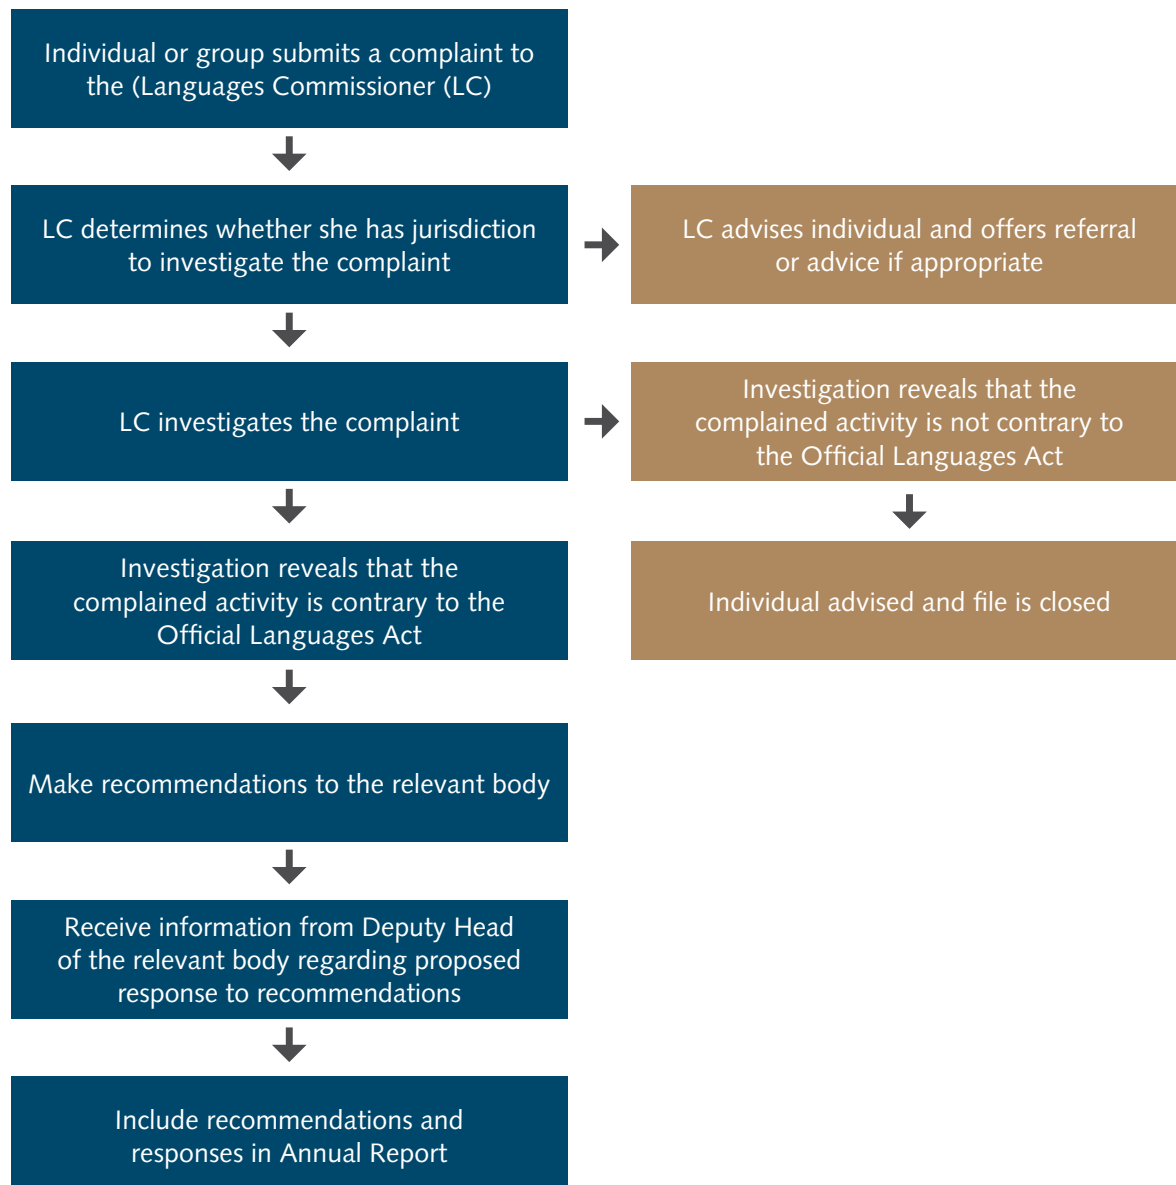 Individual or group submits a complaint to
the (Languages Commissioner (LC)
LC determines whether she has jurisdiction
to investigate the complaint
LC advises individual and offers referral
or advice if appropriate
LC investigates the complaint
Investigation reveals that the
complained activity is not contrary to
the Official Languages Act
Investigation reveals that the
complained activity is contrary to the
Official Languages Act
Individual advised and file is closed
Make recommendations to the relevant body
Receive information from Deputy Head
of the relevant body regarding proposed
response to recommendations
Include recommendations and
responses in Annual Report